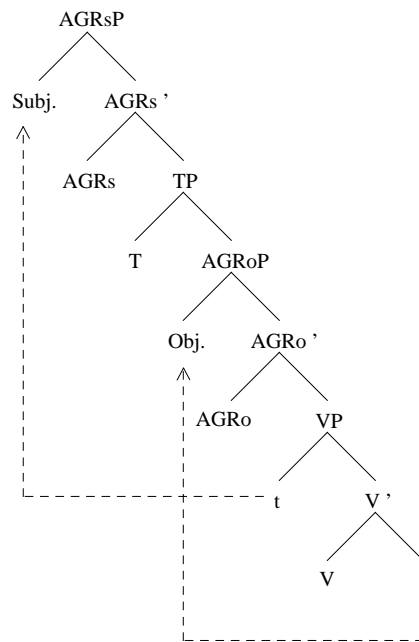 AGRsP
Subj. AGRs '
AGRs TP
T AGRoP
Obj. AGRo '
AGRo VP
t V '
V